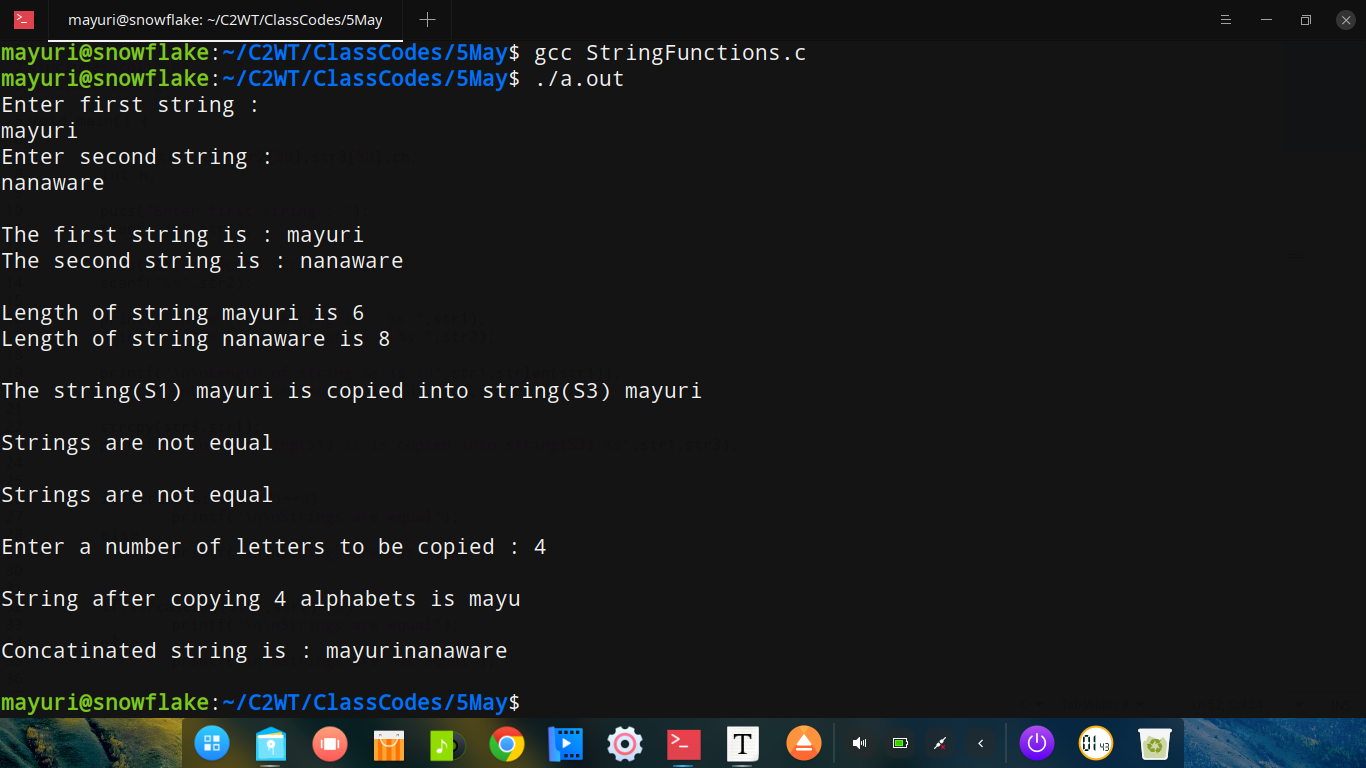 mayuri@snowflake: ~/C2WT/ClassCodes/5May
mayuri@snowflake:~/C2WT/ClassCodes/5May$ gcc StringFunctions.c
mayuri@snowflake:~/C2WT/ClassCodes/5May$ ./a.out
Enter first string :
mayuri
Enter second string :
nanaware
The first string is : mayuri
The second string is : nanaware
Length of string mayuri is 6
Length of string nanaware is 8
The string(S1) mayuri is copied into string(S3) mayuri
Strings are not equal
Strings are not equal
Enter a number of letters to be copied : 4
String after copying 4 alphabets is mayu
Concatinated string is : mayurinanaware
mayuri@snowflake:~/C2WT/ClassCodes/5May$
T
01 43